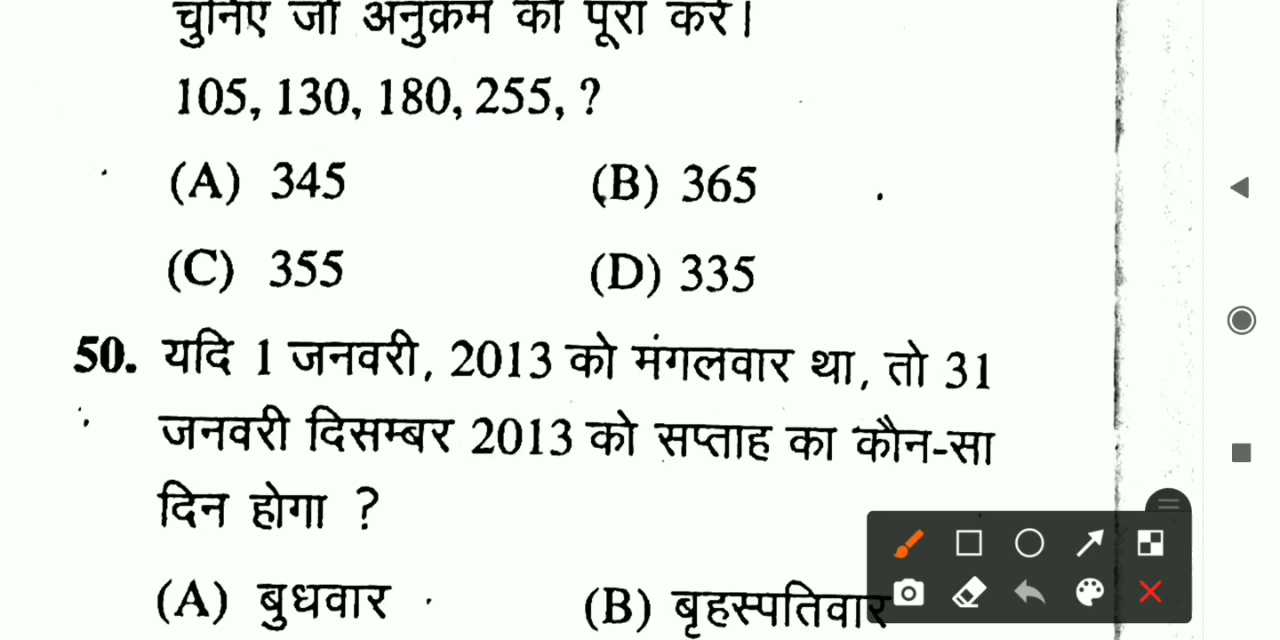 चुनिए जो अनुक्रम को पूरा करे।
105, 130, 180, 255, ?
(A) 345 (B) 365
(C) 355 (D) 335
50. यदि 1 जनवरी, 2013 को मंगलवार था, तो 31
जनवरी दिसम्बर 2013 को सप्ताह का कौन-सा
दिन होगा ?
(A) बुधवार (B) बृहस्पतिवार